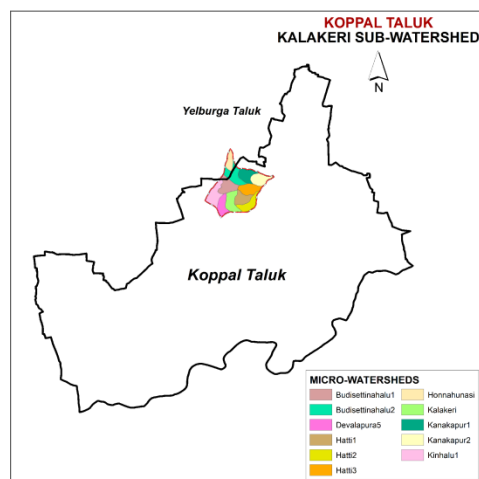 KOPPAL TALUK
KALAKERI SUB-WATERSHED
N
Yelburga Taluk
Koppal Taluk
MICRO-WATERSHEDS
Budisettinahalu1
Budisettinahalu2
Devalapura5
Hatti1
Hatti2
Hatti3
Honnahunasi
Kalakeri
Kanakapur1
Kanakapur2
Kinhalu1